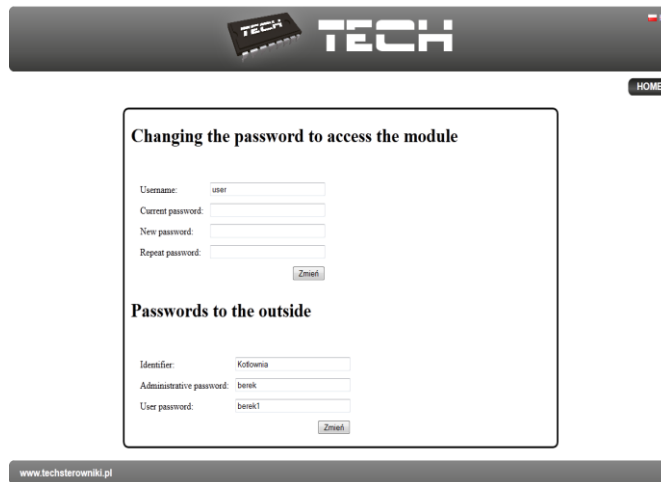 TECH TECH
HOME
Changing the password to access the module
Username: user
Current password:
New password:
Repeat password:
Zmień
Passwords to the outside
Identifier: Kotłownia
Administrative password: berek
User password: berek1
Zmień
www.techsterowniki.pl